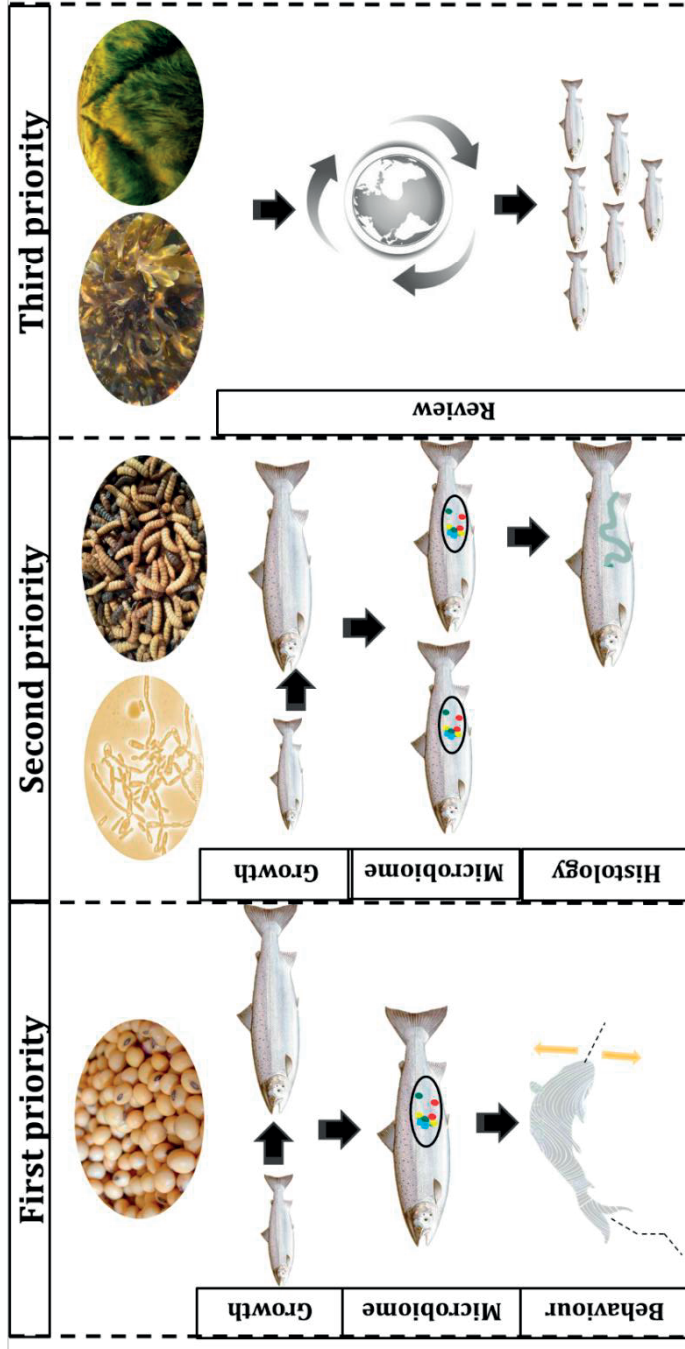 First priority
Growth
Microbiome
Behaviour
Second priority
Growth
Microbiome
Histology
Third priority
Review